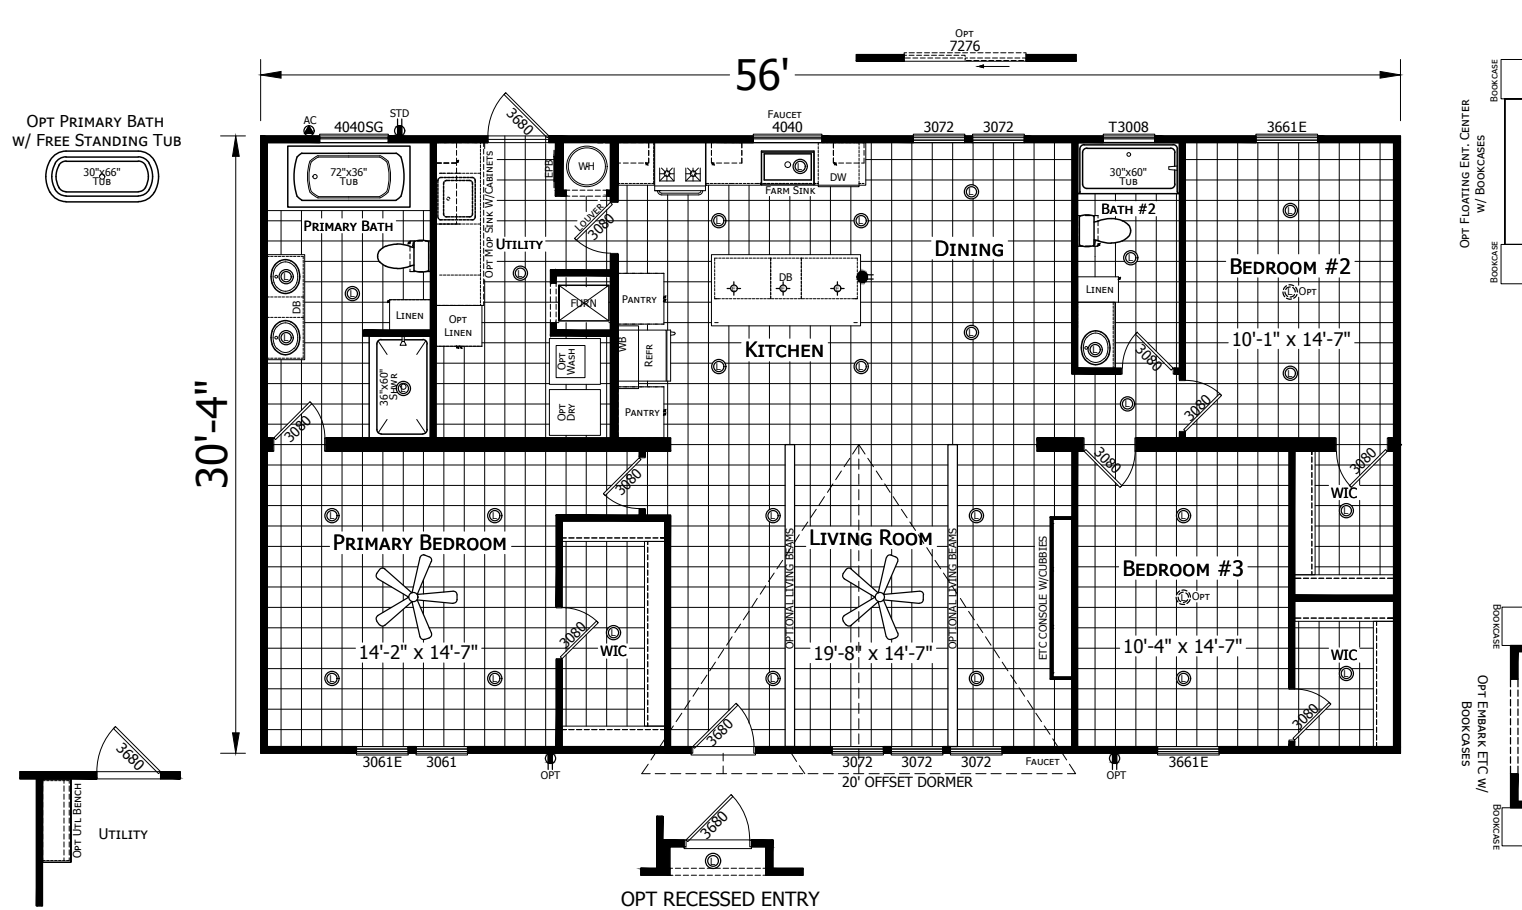 Opt
7276
56'
Opt Primary Bath
w/ Free Standing Tub
30"x66"
Tub
AC
4040SG
STD
3680
Faucet
4040
3072
3072
T3008
3661E
Bookcase
Opt Floating Ent. Center
w/ Bookcases
Bookcase
72"x36"
Tub
Primary Bath
DB
Linen
36"x60"
Shwr
3080
Opt Mop Sink w/Cabinets
Opt
Linen
Utility
EPB
WH
Louver
3080
Furn
Opt
Wash
Opt
Dry
Farm Sink
DW
Pantry
WB
Refr
Pantry
DB
Kitchen
Dining
30"x60"
Tub
Bath #2
Linen
3080
3080
Bedroom #2
Opt
10'-1" x 14'-7"
30'-4"
3080
Primary Bedroom
14'-2" x 14'-7"
3080
WIC
Optional Living Beams
Living Room
19'-8" x 14'-7"
Optional Living Beams
ETC Console w/Cubbies
3080
Bedroom #3
Opt
10'-4" x 14'-7"
3080
WIC
WIC
3080
3680
3061E
3061
OPT
3072
3072
3072
Faucet
OPT
3661E
20' OFFSET DORMER
3680
Opt Utl Bench
Utility
3680
OPT RECESSED ENTRY
Bookcase
Opt Embark ETC w/
Bookcases
Bookcase